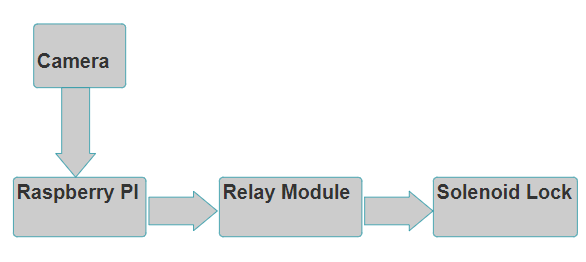 Camera
Raspberry PI
Relay Module
Solenoid Lock